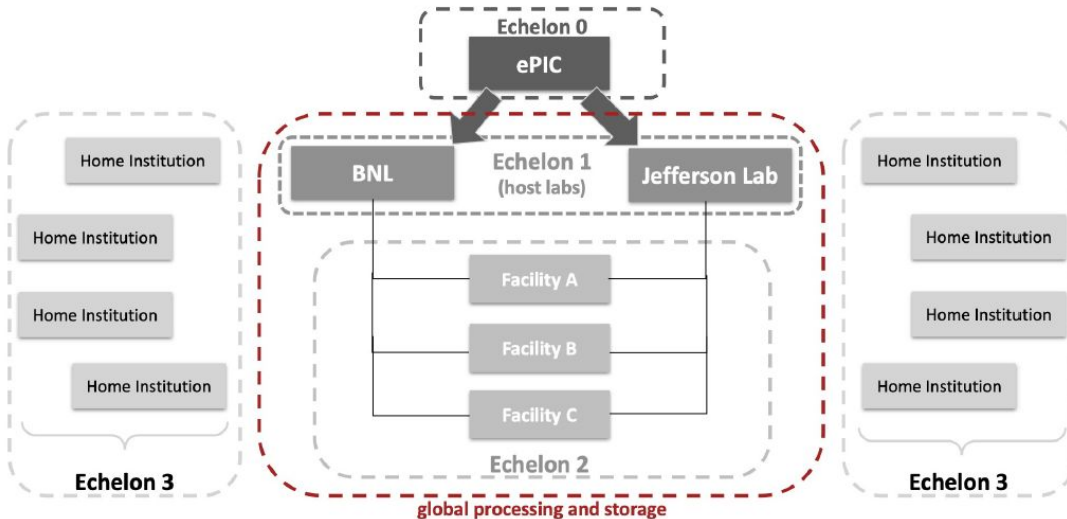 Echelon 0
ePIC
BNL
Echelon 1
(host labs)
Jefferson Lab
Home Institution
Home Institution
Home Institution
Home Institution
Echelon 3
Facility A
Facility B
Facility C
Echelon 2
global processing and storage
Home Institution
Home Institution
Home Institution
Home Institution
Echelon 3